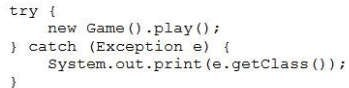 try {
    new Game().play();
} catch (Exception e) {
    System.out.print(e.getClass());
}